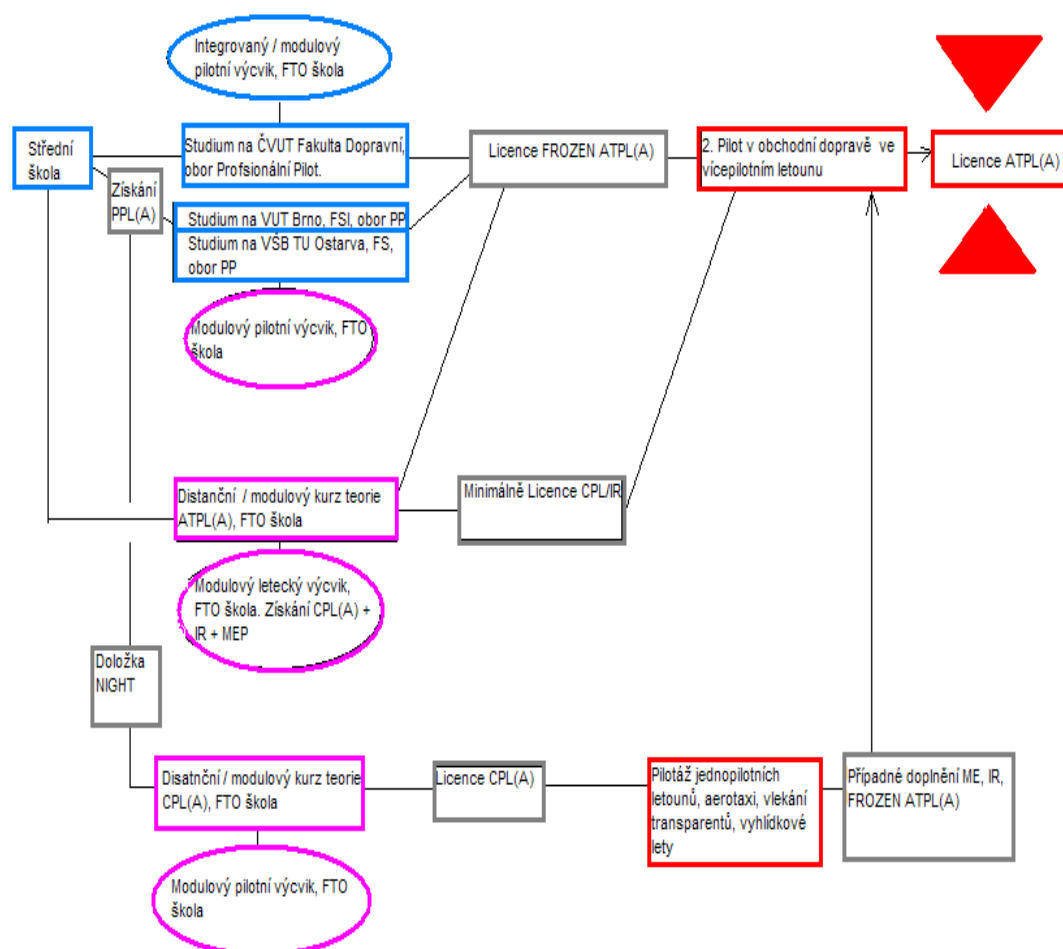 Integrovaný / modulový
pilotní výcvik, FTO
škola
Střední
škola
Studium na ČVUT Fakulta Dopravní,
obor Profsionální Pilot.
Licence FROZEN ATPL(A)
2. Pilot v obchodní dopravě ve
vícepilotním letounu
Licence ATPL(A)
Získání
PPL(A)
Studium na VUT Brno, FSI, obor PP
Studium na VŠB TU Ostarva, FS,
obor PP
Modulový pilotní výcvik, FTO
škola
Distanční / modulový kurz teorie
ATPL(A), FTO škola
Minimálně Licence CPL/IR
Modulový letecký výcvik,
FTO škola. Získání CPL(A) +
IR + MEP
Doložka
NIGHT
Disatnční / modulový kurz teorie
CPL(A), FTO škola
Licence CPL(A)
Pilotáž jednopilotních
letounů, aerotaxi, vlekání
transparentů, vyhlídkové
lety
Případné doplnění ME, IR,
FROZEN ATPL(A)
Modulový pilotní výcvik, FTO
škola